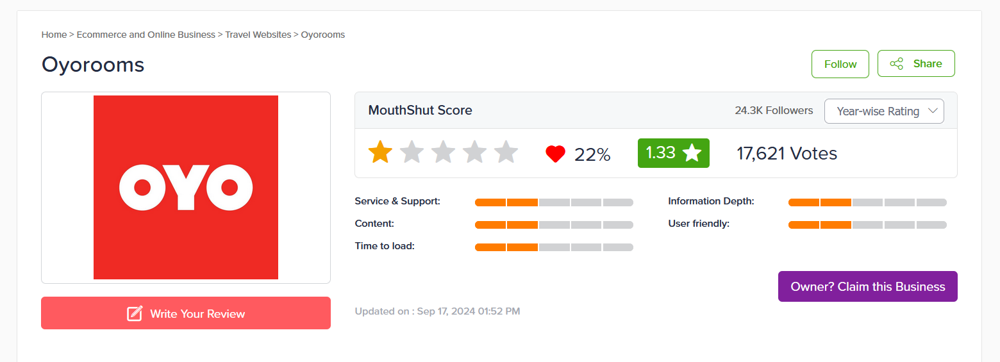 Home > Ecommerce and Online Business > Travel Websites > Oyorooms
Oyorooms
Follow
Share
OYO
MouthShut Score
24.3K Followers
Year-wise Rating
22%
1.33
17,621 Votes
Service & Support:
Information Depth:
Content:
User friendly:
Time to load:
Owner? Claim this Business
Write Your Review
Updated on : Sep 17, 2024 01:52 PM